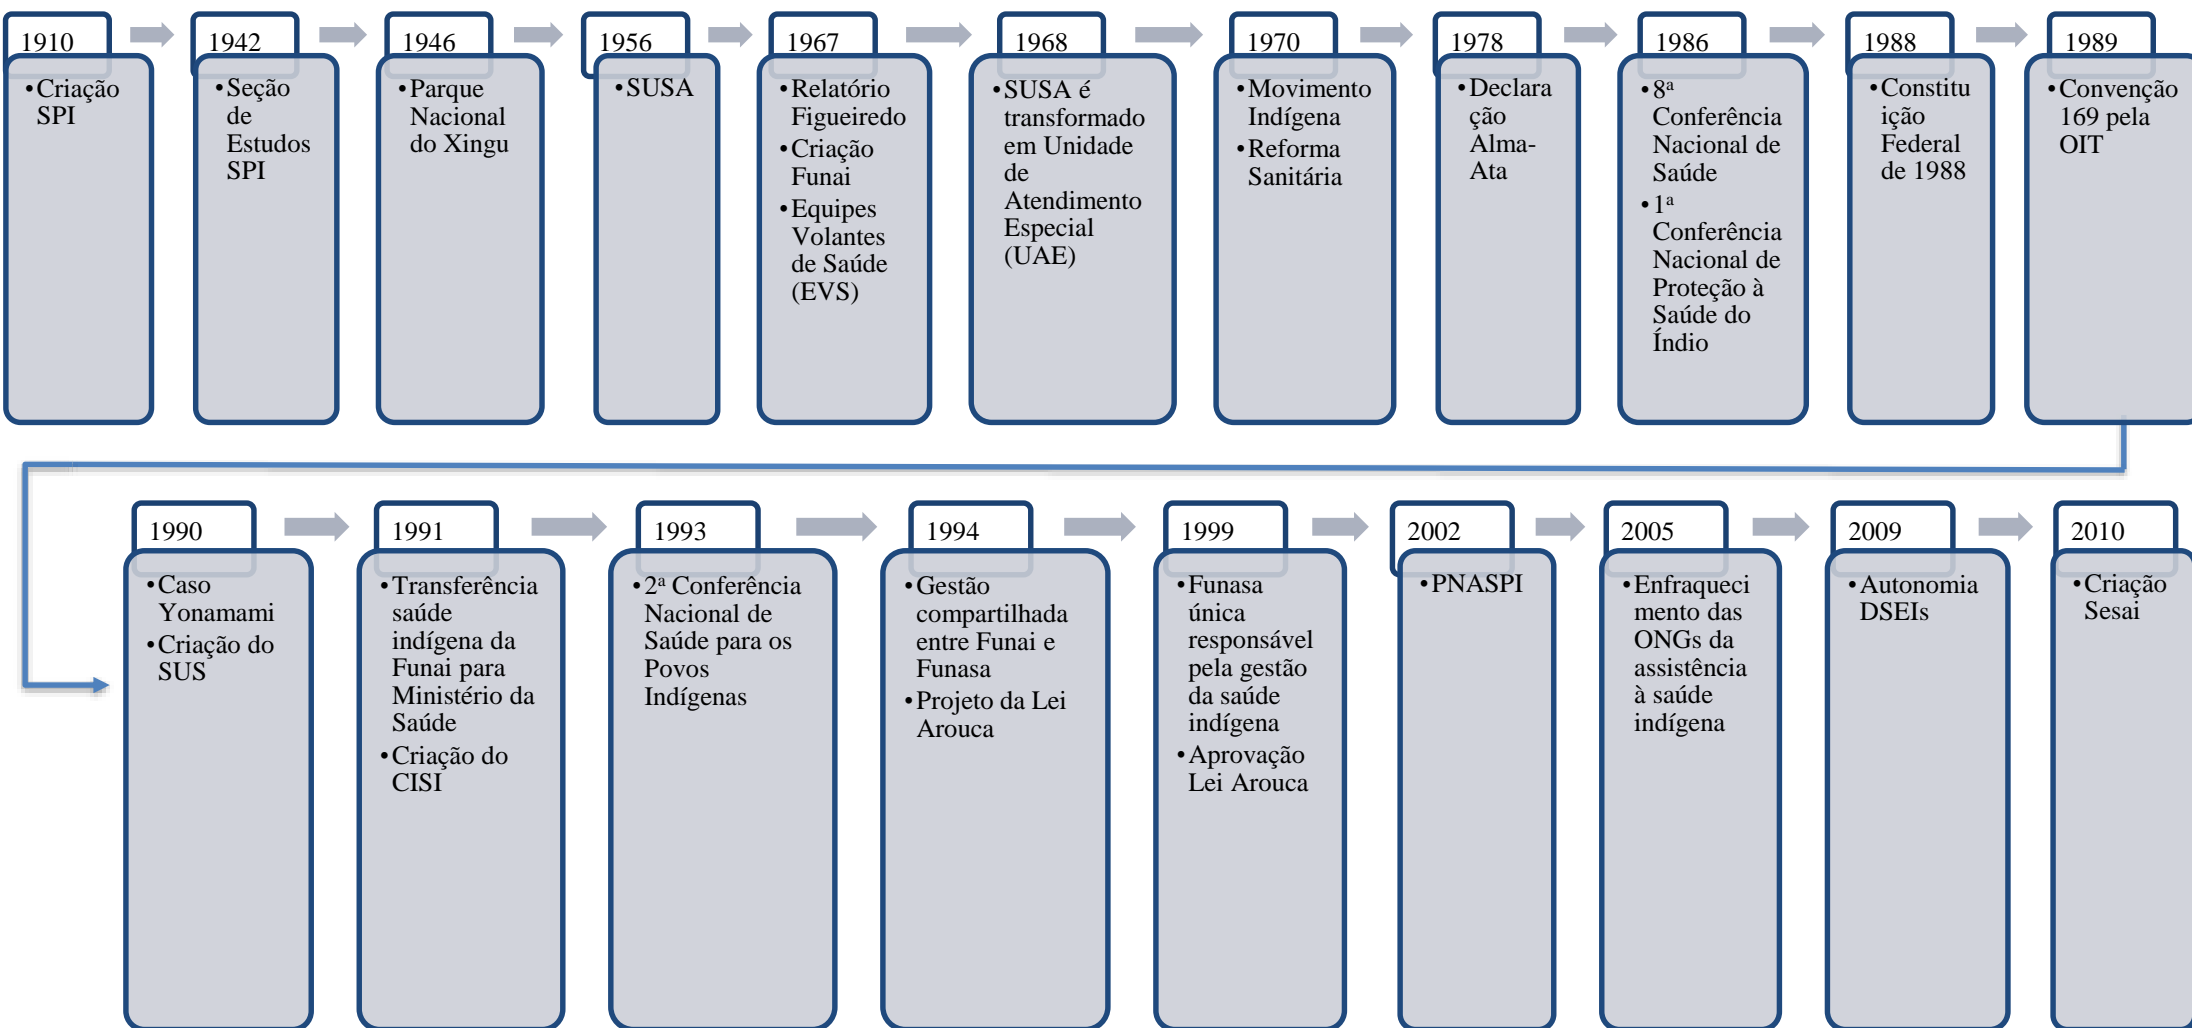 1910
• Criação
SPI
1942
• Seção
de
Estudos
SPI
1946
• Parque
Nacional
do Xingu
1956
• SUSA
1967
• Relatório
Figueiredo
• Criação
Funai
• Equipes
Volantes
de Saúde
(EVS)
1968
• SUSA é
transformado
em Unidade
de
Atendimento
Especial
(UAE)
1970
• Movimento
Indígena
• Reforma
Sanitária
1978
• Declara
ção
Alma-
Ata
1986
• 8ª
Conferência
Nacional de
Saúde
• 1ª
Conferência
Nacional de
Proteção à
Saúde do
Índio
1988
• Constitu
ição
Federal
de 1988
1989
• Convenção
169 pela
OIT
1990
• Caso
Yonamami
• Criação do
SUS
1991
• Transferência
saúde
indígena da
Funai para
Ministério da
Saúde
• Criação do
CISI
1993
• 2ª Conferência
Nacional de
Saúde para os
Povos
Indígenas
1994
• Gestão
compartilhada
entre Funai e
Funasa
• Projeto da Lei
Arouca
1999
• Funasa
única
responsável
pela gestão
da saúde
indígena
• Aprovação
Lei Arouca
2002
• PNASPI
2005
• Enfraqueci
mento das
ONGs da
assistência
à saúde
indígena
2009
• Autonomia
DSEIs
2010
• Criação
Sesai